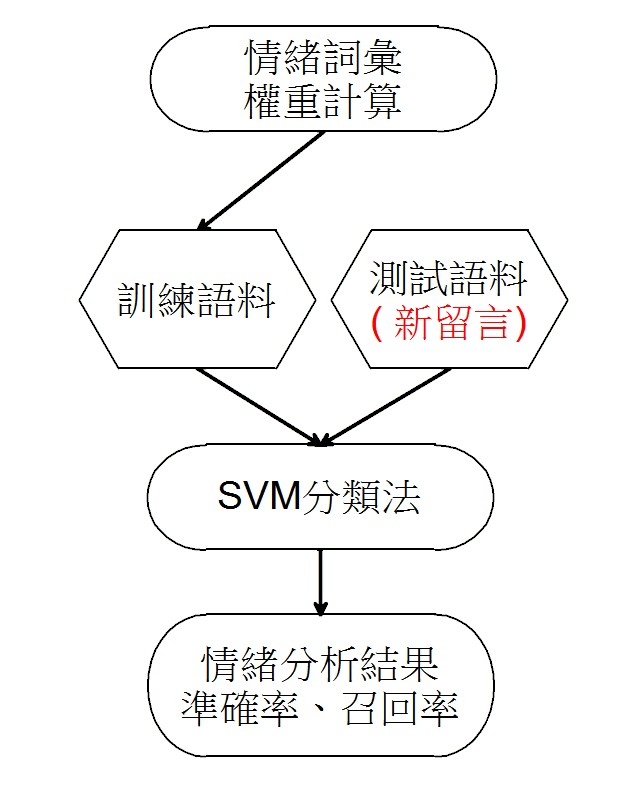 情緒詞彙
權重計算
訓練語料
測試語料
( 新留言)
SVM分類法
情緒分析結果
準確率、召回率